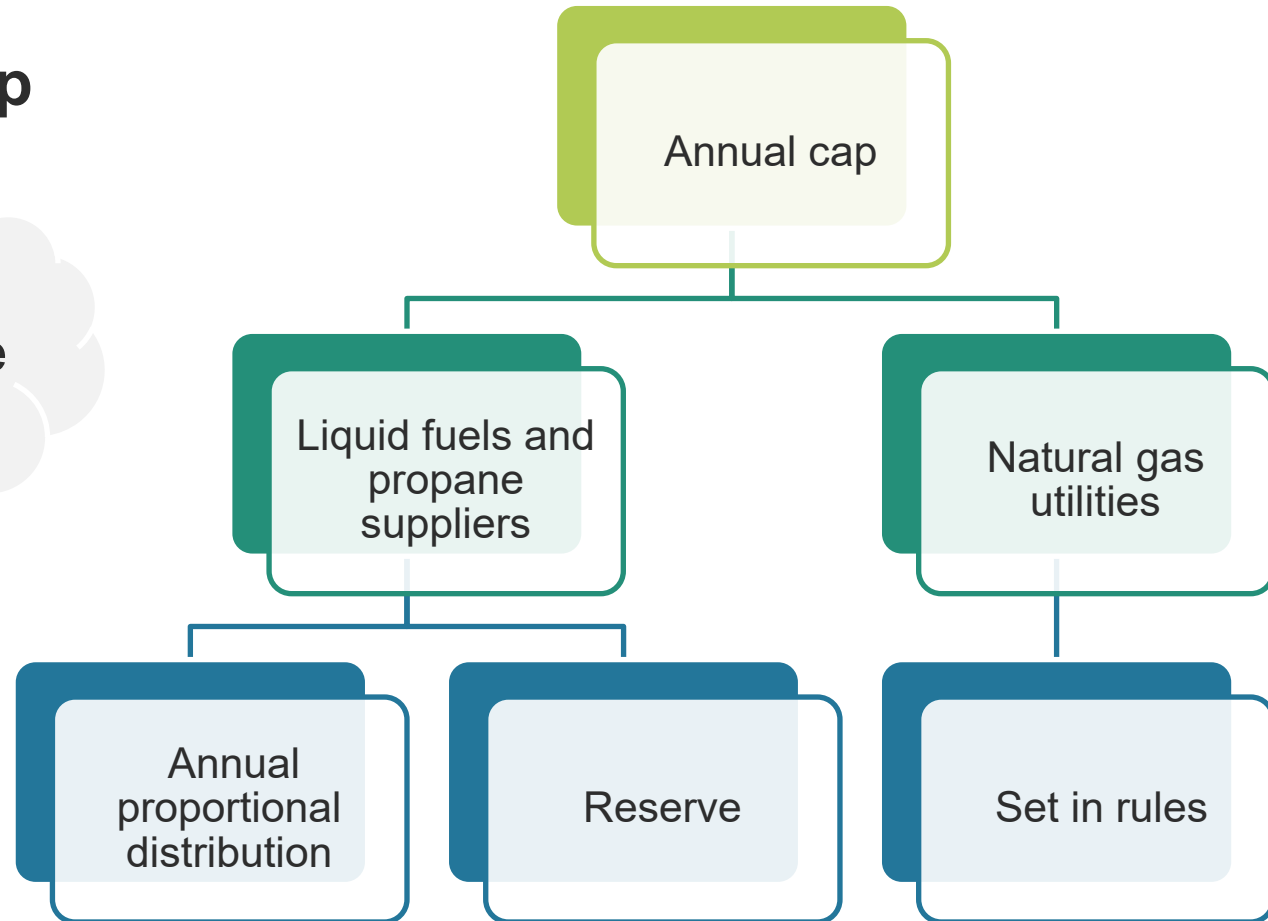 p
e
Annual cap
Liquid fuels and
propane
suppliers
Natural gas
utilities
Annual
proportional
distribution
Reserve
Set in rules